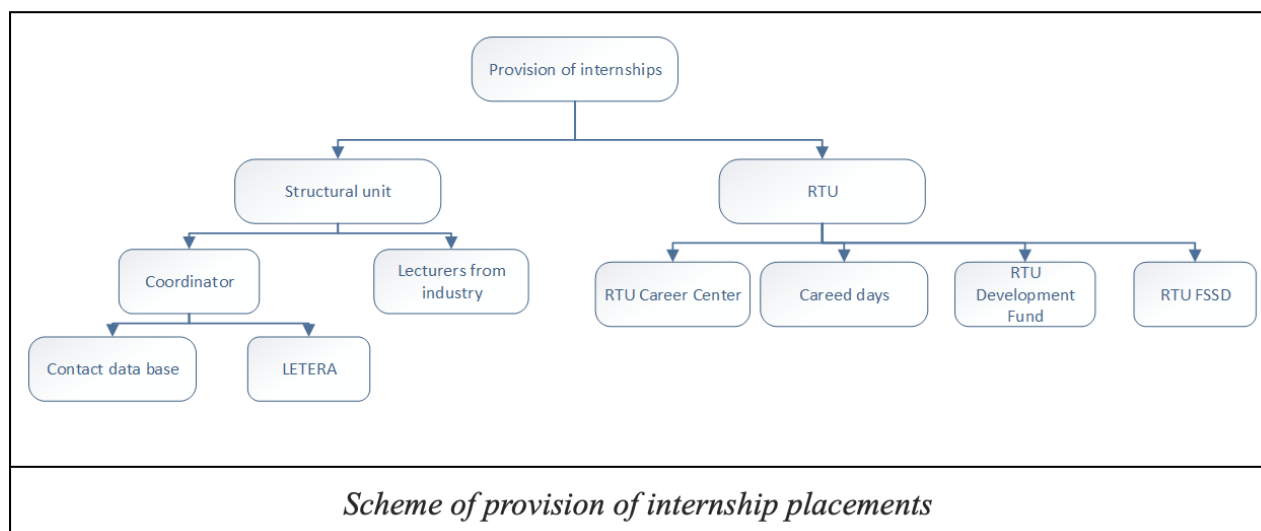 Provision of internships
Structural unit
RTU
Coordinator
Lecturers from
industry
RTU Career Center
Careed days
RTU
Development
Fund
RTU FSSD
Contact data base
LETERA
Scheme of provision of internship placements